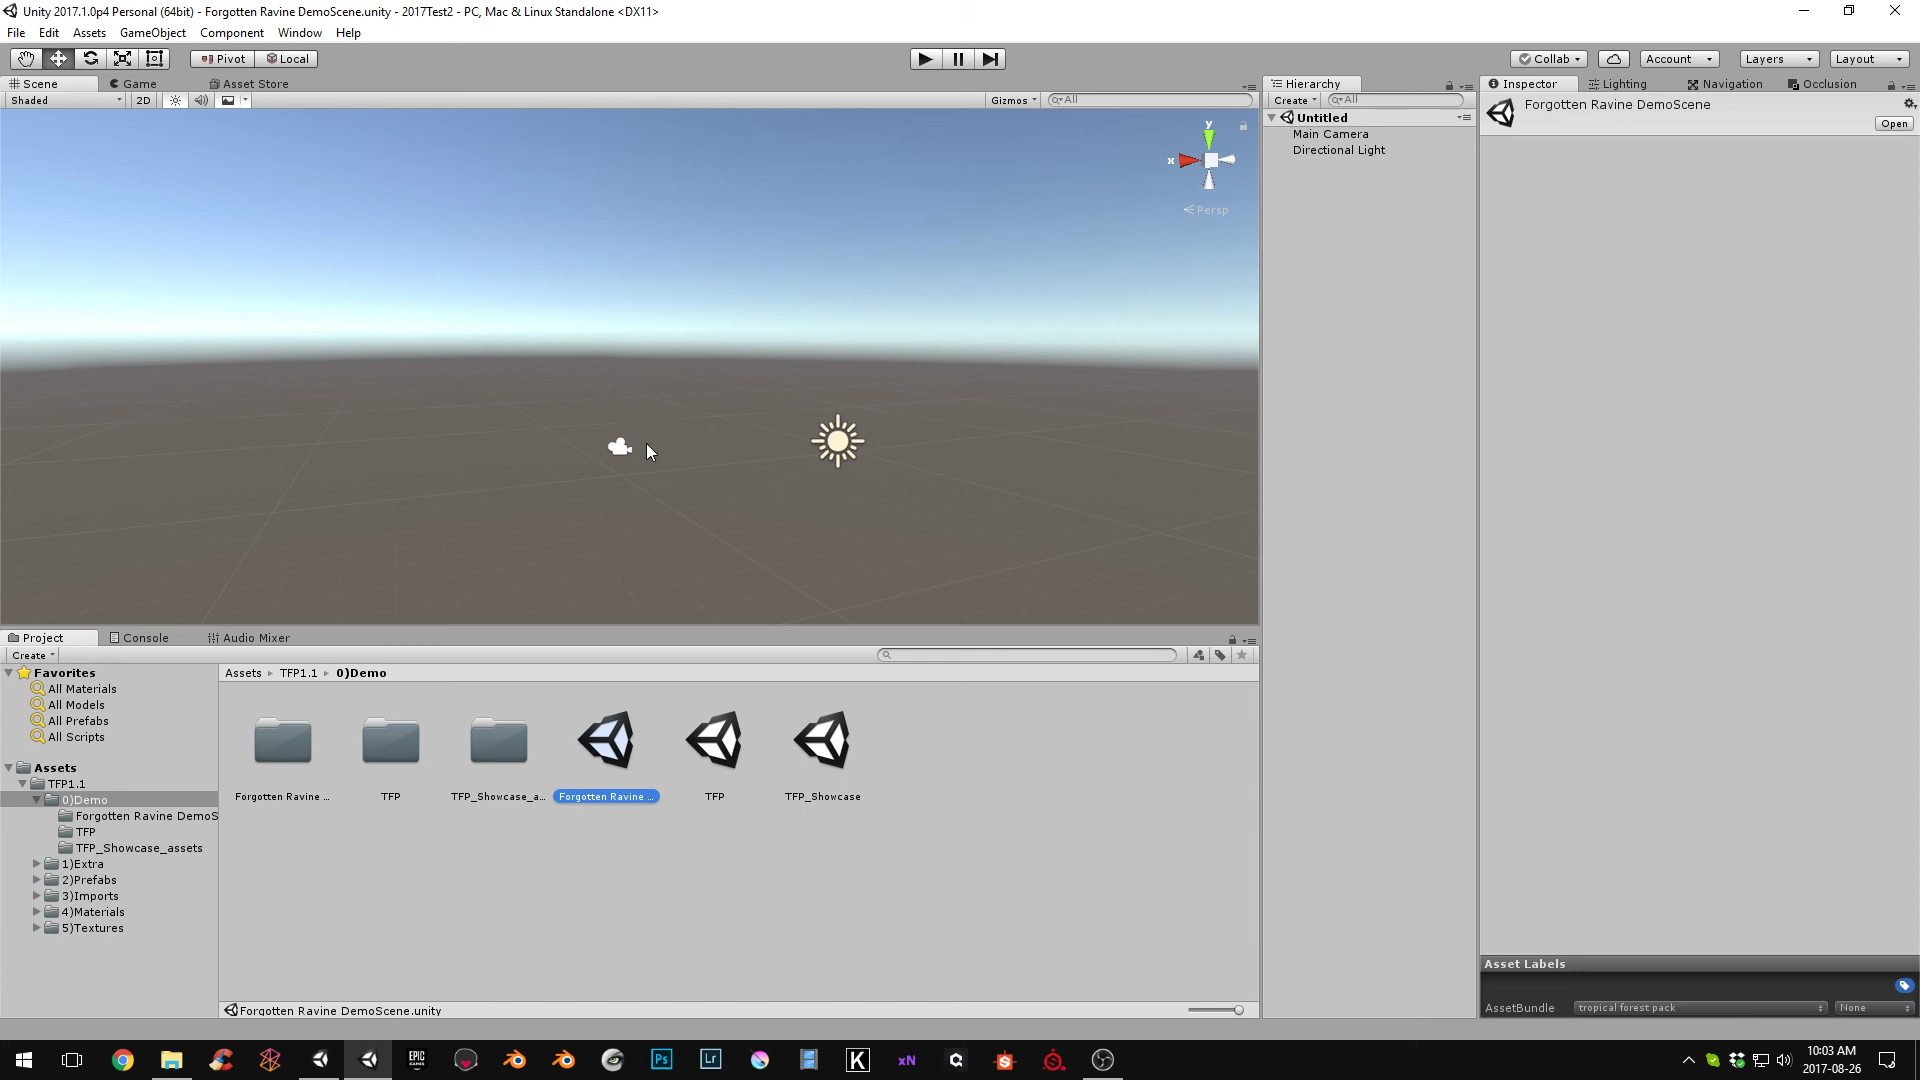 Unity 2017.1.0p4 Personal (64bit) - Forgotten Ravine DemoScene.unity - 2017Test2 - PC, Mac & Linux Standalone <DX11>
File Edit Assets GameObject Component Window Help
Pivot Local Collab Account Layers Layout
Scene Game Asset Store
Shaded 2D Gizmos All
y
x
Persp
Hierarchy
Create All
Untitled
Main Camera
Directional Light
Inspector Lighting Navigation Occlusion
Forgotten Ravine DemoScene
Open
Project Console Audio Mixer
Create
Favorites
All Materials
All Models
All Prefabs
All Scripts
Assets
TFP1.1
0)Demo
Forgotten Ravine DemoS
TFP
TFP_Showcase_assets
1)Extra
2)Prefabs
3)Imports
4)Materials
5)Textures
Assets TFP1.1 0)Demo
Forgotten Ravine ... TFP TFP_Showcase_a... Forgotten Ravine ... TFP TFP_Showcase
Forgotten Ravine DemoScene.unity
Asset Labels
AssetBundle tropical forest pack None
EPIC GAMES Ps Lr K xN
10:03 AM
2017-08-26